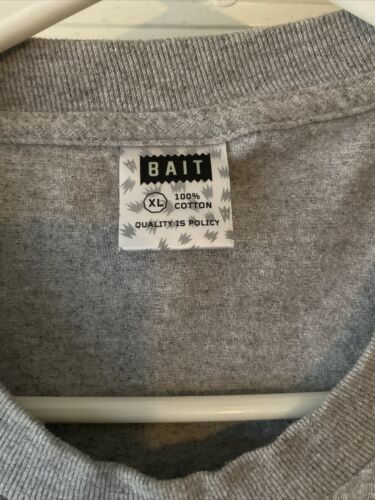 BAIT
XL 100%
COTTON
QUALITY IS POLICY